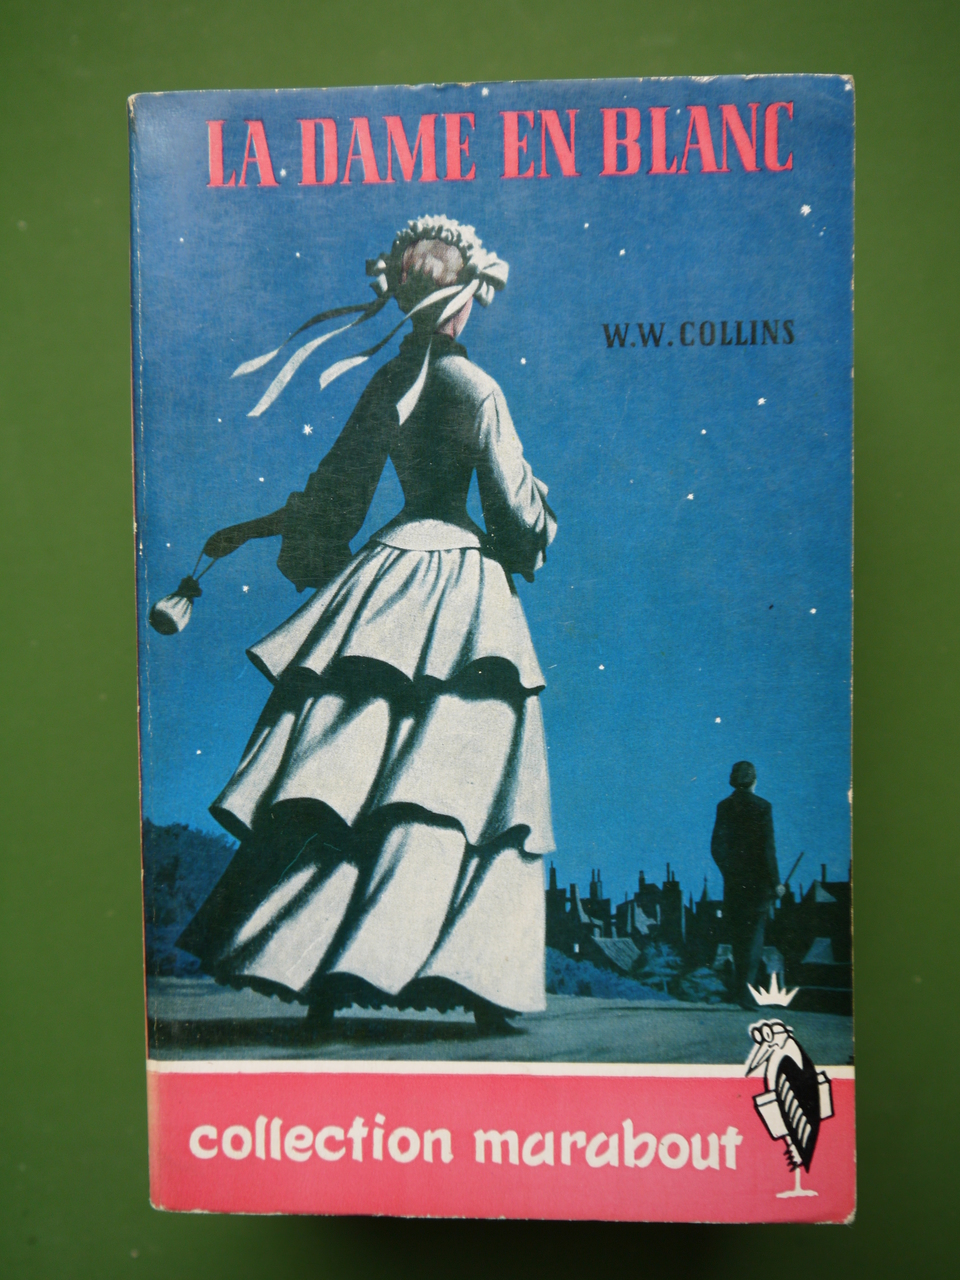 LA DAME EN BLANC
W.W. COLLINS
collection marabout